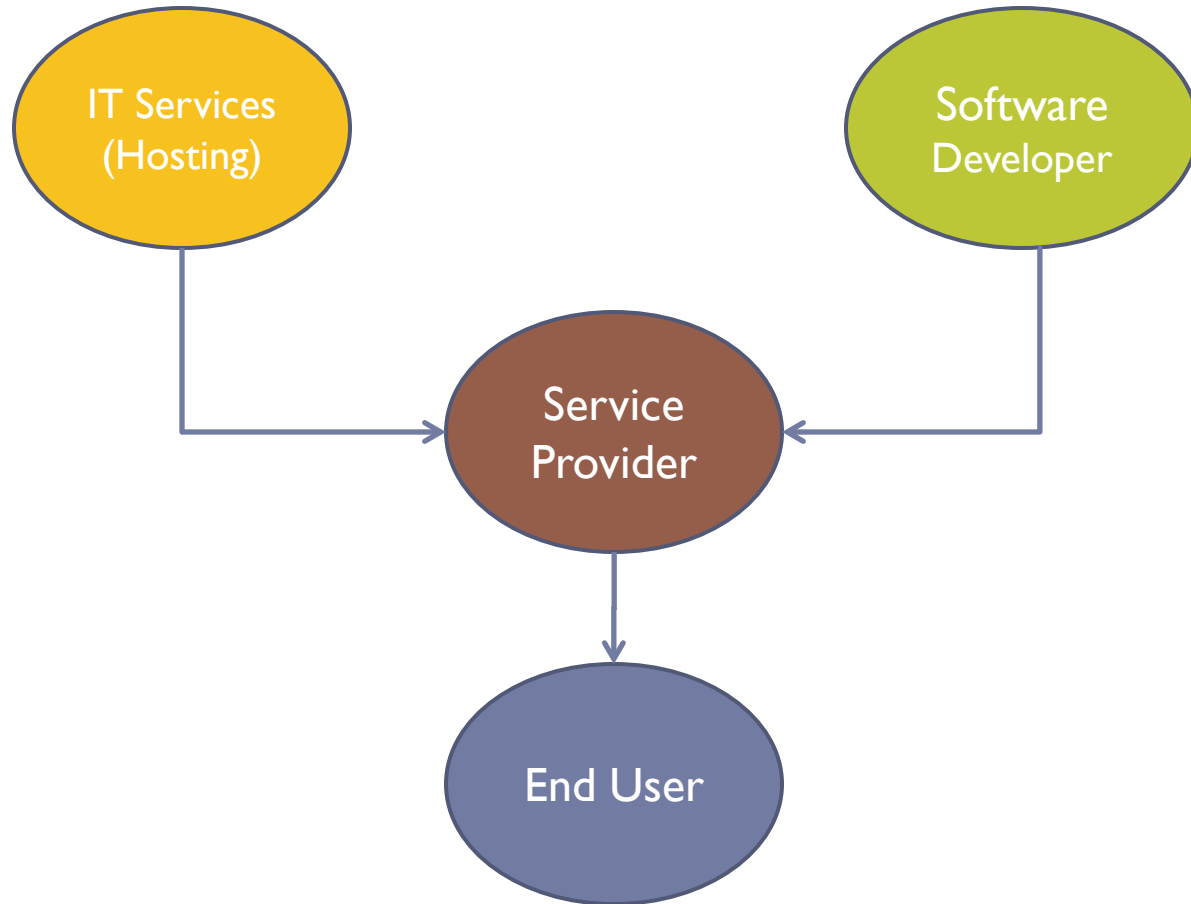 IT Services
(Hosting)
Software
Developer
Service
Provider
End User